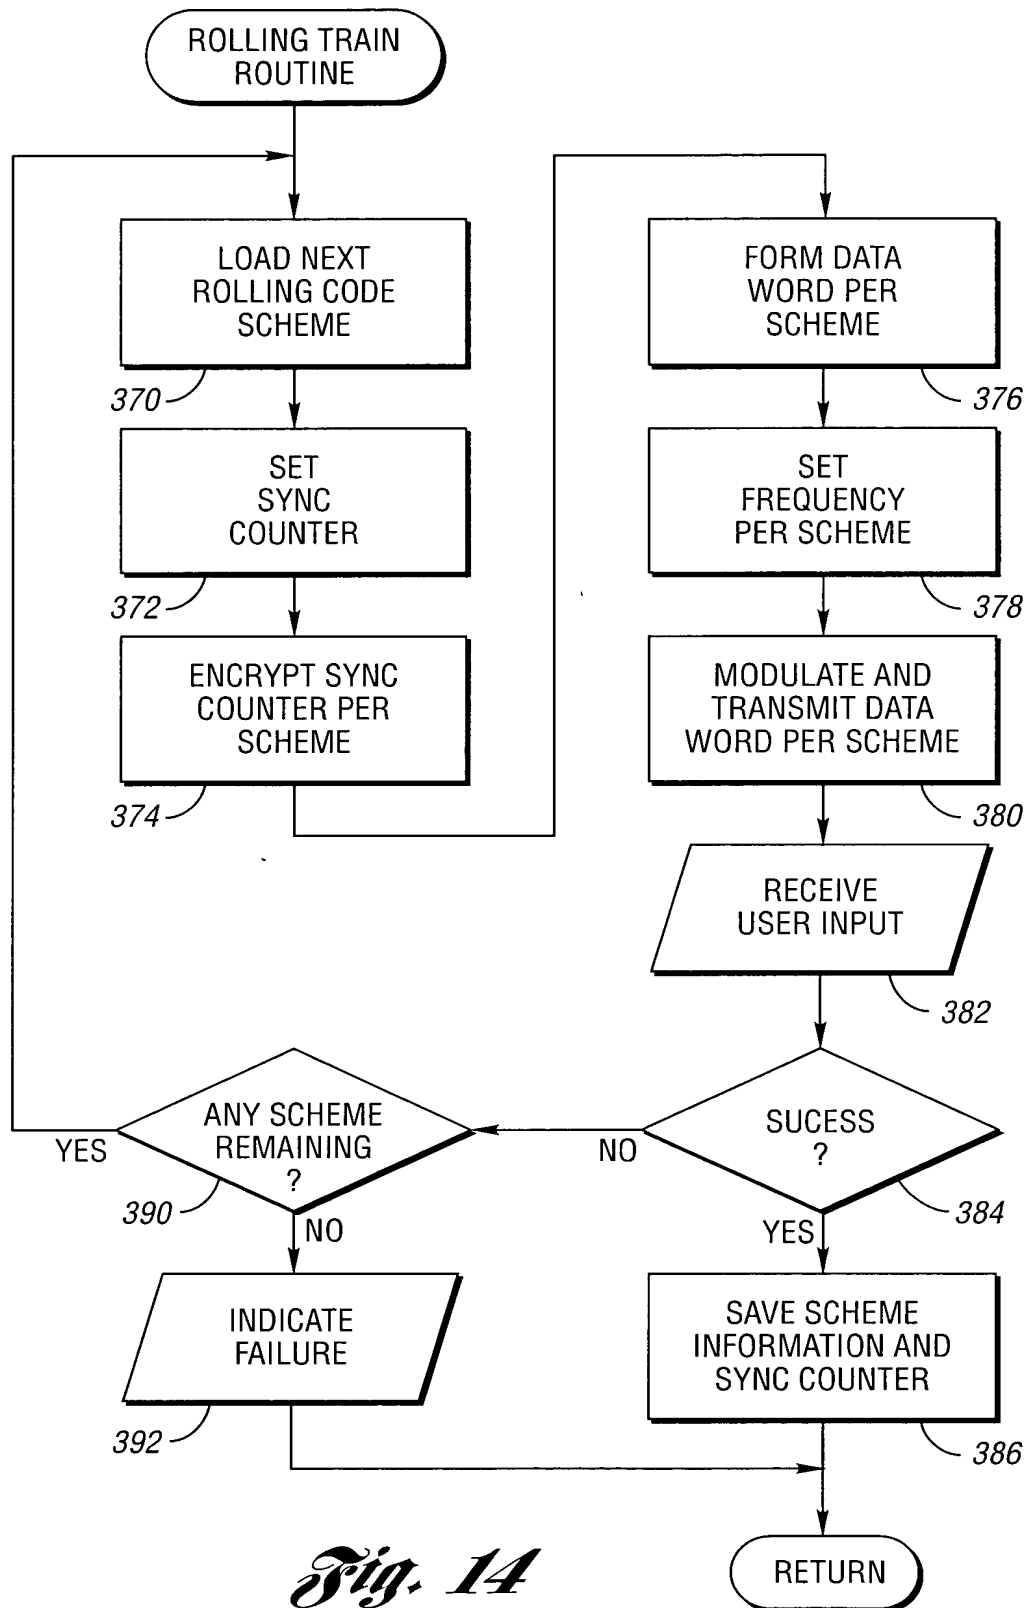 ROLLING TRAIN
ROUTINE
LOAD NEXT
ROLLING CODE
SCHEME
370
SET
SYNC
COUNTER
372
ENCRYPT SYNC
COUNTER PER
SCHEME
374
FORM DATA
WORD PER
SCHEME
376
SET
FREQUENCY
PER SCHEME
378
MODULATE AND
TRANSMIT DATA
WORD PER SCHEME
380
RECEIVE
USER INPUT
382
SUCESS
?
384
NO
YES
ANY SCHEME
REMAINING
?
390
YES
NO
INDICATE
FAILURE
392
SAVE SCHEME
INFORMATION AND
SYNC COUNTER
386
RETURN
Fig. 14